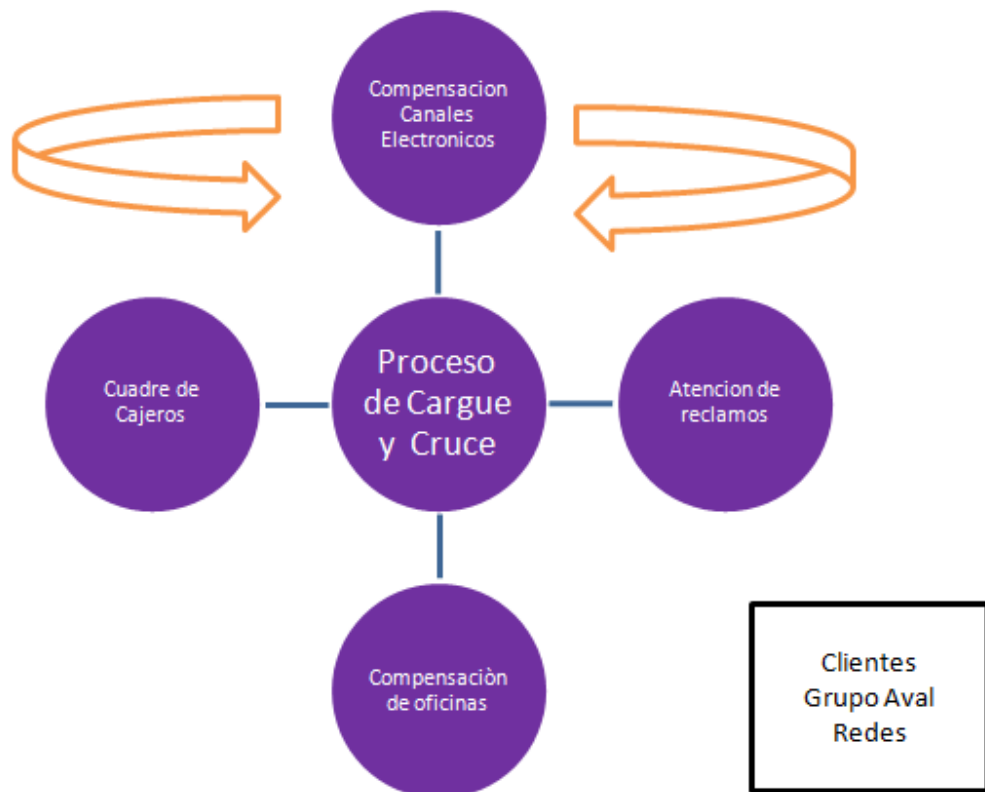 Compensacion
Canales
Electronicos
Cuadre de
Cajeros
Proceso
de Cargue
y Cruce
Atencion de
reclamos
Compensaciòn
de oficinas
Clientes
Grupo Aval
Redes